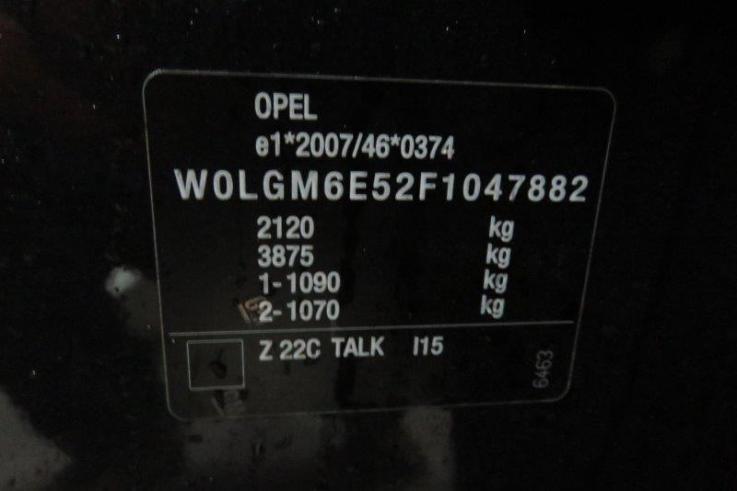 OPEL
e1*2007/46*0374
W0LGM6E52F1047882
2120 kg
3875 kg
1-1090 kg
2-1070 kg
Z 22C TALK I15
6463